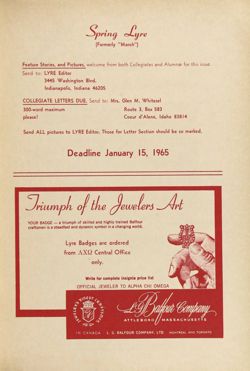 Spring Lyre
(Formerly "March")
Feature Stories, and Pictures, welcome from both Collegiates and Alumnæ for this issue.
Send to: LYRE Editor
3445 Washington Blvd.
Indianapolis, Indiana 46205
COLLEGIATE LETTERS DUE. Send to: Mrs. Glen M. Whitesel
300-word maximum Route 3, Box 583
please! Coeur d'Alene, Idaho 83814
Send ALL pictures to LYRE Editor. Those for Letter Section should be so marked.
Deadline January 15, 1965
Triumph of the Jewelers Art
YOUR BADGE — a triumph of skilled and highly trained Balfour
craftsmen is a steadfast and dynamic symbol in a changing world.
Lyre Badges are ordered
from ΑΧΩ Central Office
only.
Write for complete insignia price list
OFFICIAL JEWELER TO ALPHA CHI OMEGA
L.G. Balfour Company
ATTLEBORO MASSACHUSETTS
IN CANADA L. G. BALFOUR COMPANY, LTD MONTREAL AND TORONTO